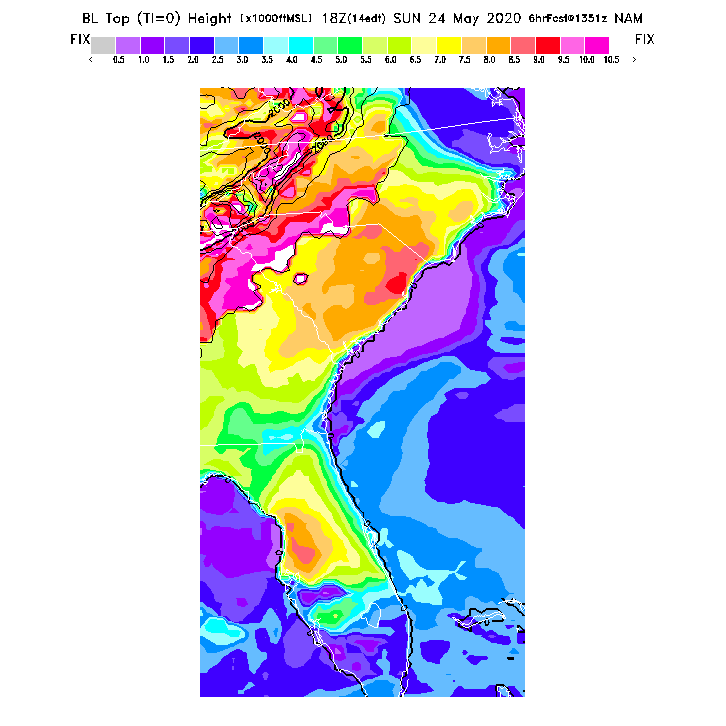 BL Top (TI=0) Height [x1000ftMSL] 18Z(14edt) SUN 24 May 2020 6hrFcst@1351z NAM
FIX FIX
< 0.5 1.0 1.5 2.0 2.5 3.0 3.5 4.0 4.5 5.0 5.5 6.0 6.5 7.0 7.5 8.0 8.5 9.0 9.5 10.0 10.5 >
2000
2000
2000